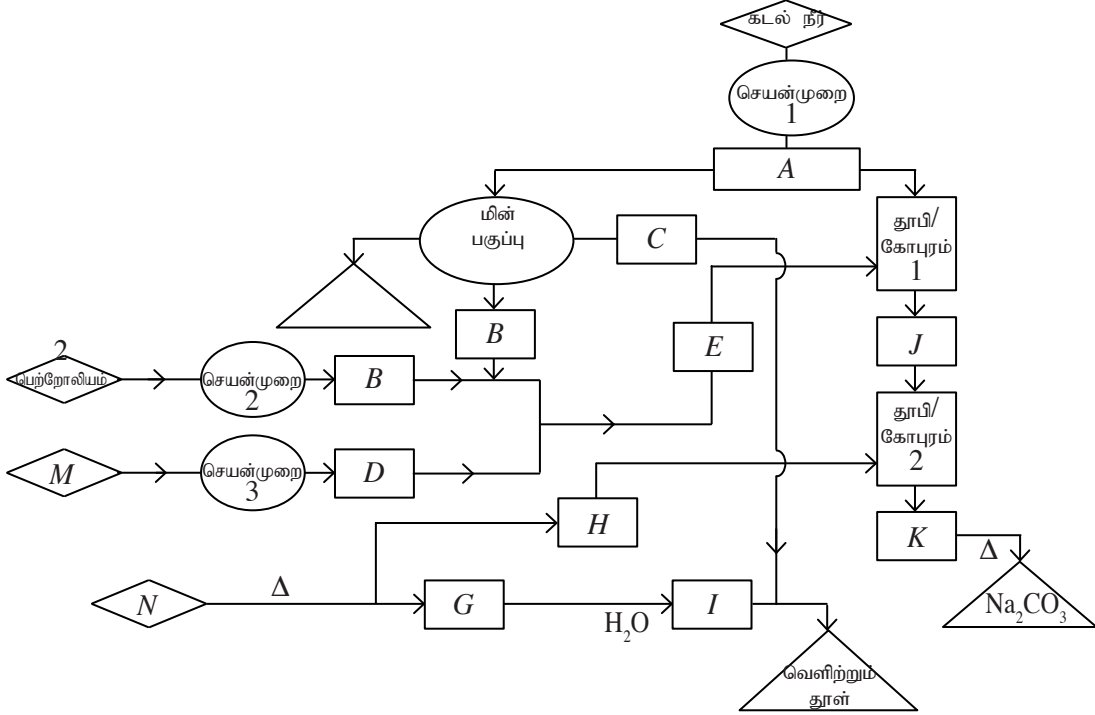 கடல் நீர்
செயன்முறை
1
A
மின்
பகுப்பு
C
தூபி/
கோபுரம்
1
B
E
J
2
பெற்றோலியம்
செயன்முறை
2
B
தூபி/
கோபுரம்
2
M
செயன்முறை
3
D
H
K
Δ
N
Δ
G
H₂O
I
Na₂CO₃
வெளிற்றும்
தூள்